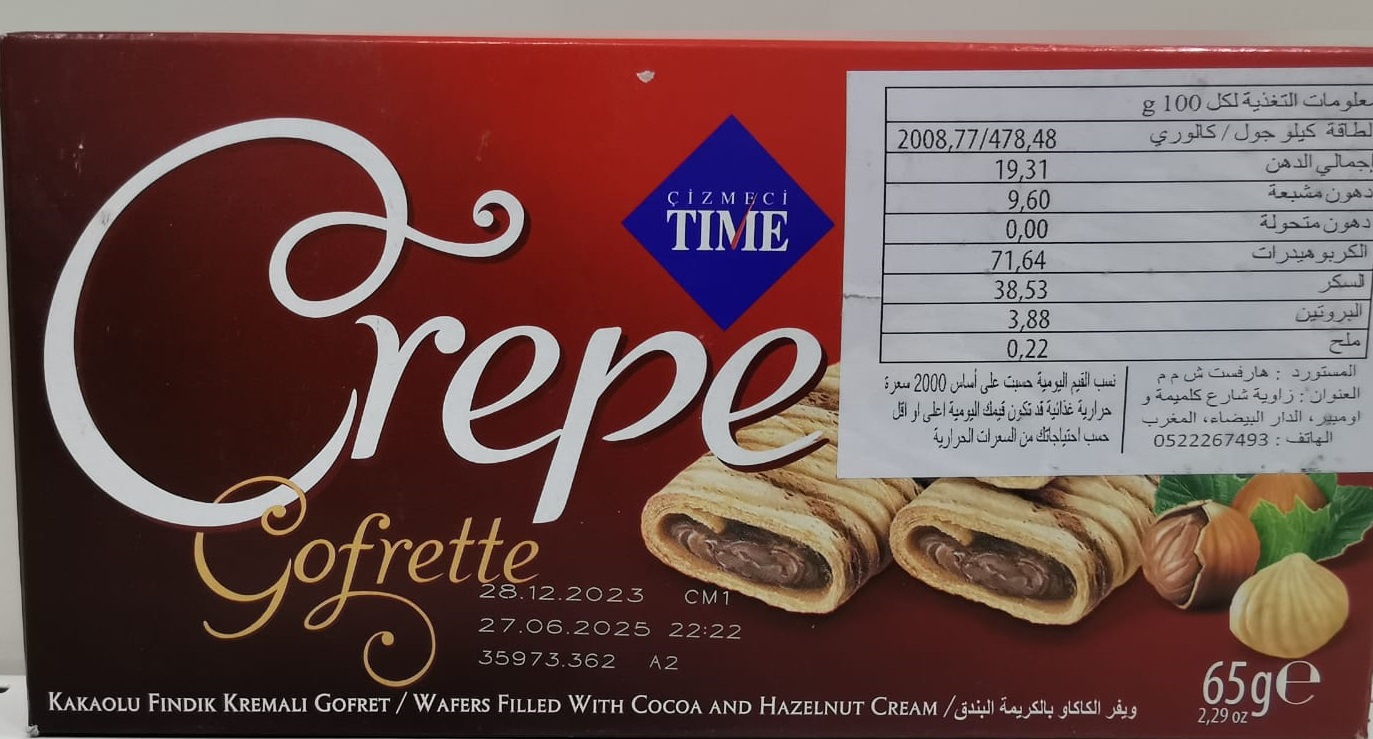 Crepe
Gofrette
ÇİZMECİ
TIME
معلومات التغذية لكل 100 g
لطاقة كيلو جول / كالوري 2008,77/478,48
إجمالي الدهن 19,31
دهون مشبعة 9,60
دهون متحولة 0,00
الكربوهيدرات 71,64
السكر 38,53
البروتين 3,88
ملح 0,22
المستورد : هارفست ش م م
العنوان : زاوية شارع كلميمة و
اومبير، الدار البيضاء، المغرب
الهاتف : 0522267493
نسب القيم اليومية حسبت على أساس 2000 سعرة
حرارية غذائية قد تكون قيمك اليومية اعلى او اقل
حسب احتياجاتك من السعرات الحرارية
28.12.2023 CM1
27.06.2025 22:22
35973.362 A2
KAKAOLU FINDIK KREMALI GOFRET / WAFERS FILLED WITH COCOA AND HAZELNUT CREAM / ويفر الكاكاو بالكريمة البندق
65g e
2,29 oz